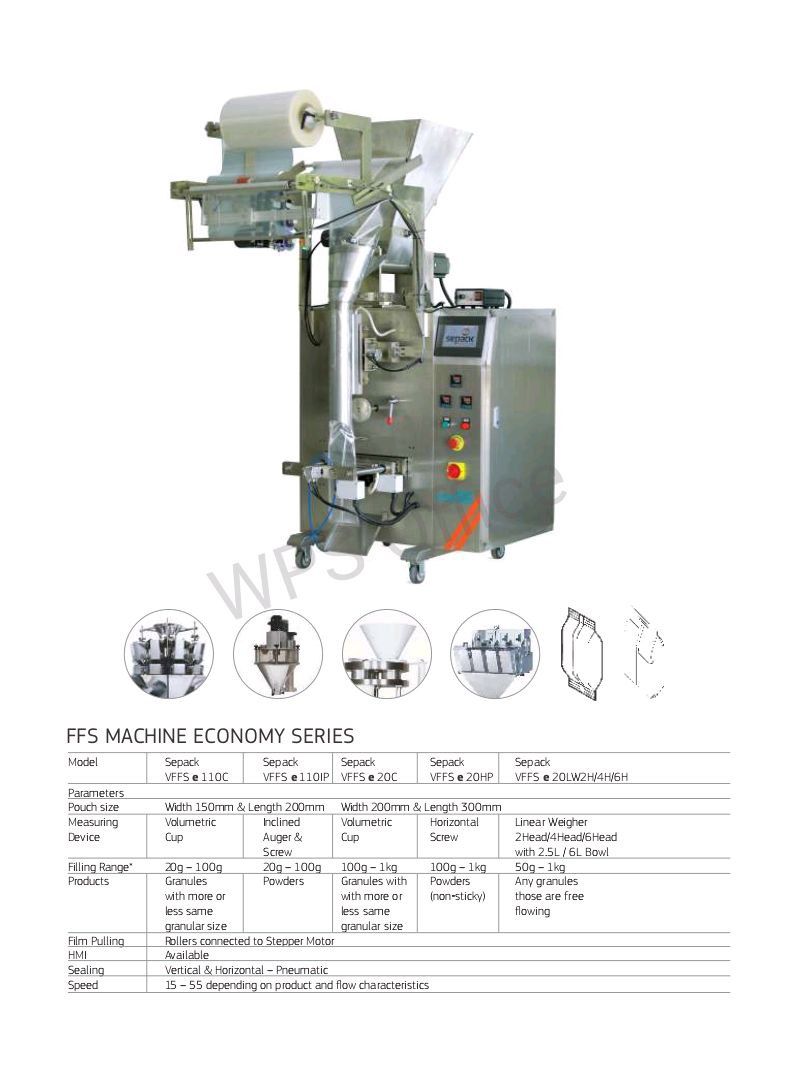 sepack
WPS Office
FFS MACHINE ECONOMY SERIES
Model Sepack Sepack Sepack Sepack Sepack
VFFS e 110C VFFS e 110IP VFFS e 20C VFFS e 20HP VFFS e 20LW2H/4H/6H
Parameters
Pouch size Width 150mm & Length 200mm Width 200mm & Length 300mm
Measuring Volumetric Inclined Volumetric Horizontal Linear Weigher
Device Cup Auger & Cup Screw 2Head/4Head/6Head
Screw with 2.5L / 6L Bowl
Filling Range* 20g – 100g 20g – 100g 100g – 1kg 100g – 1kg 50g – 1kg
Products Granules Powders Granules with Powders Any granules
with more or with more or (non-sticky) those are free
less same less same flowing
granular size granular size
Film Pulling Rollers connected to Stepper Motor
HMI Available
Sealing Vertical & Horizontal – Pneumatic
Speed 15 – 55 depending on product and flow characteristics